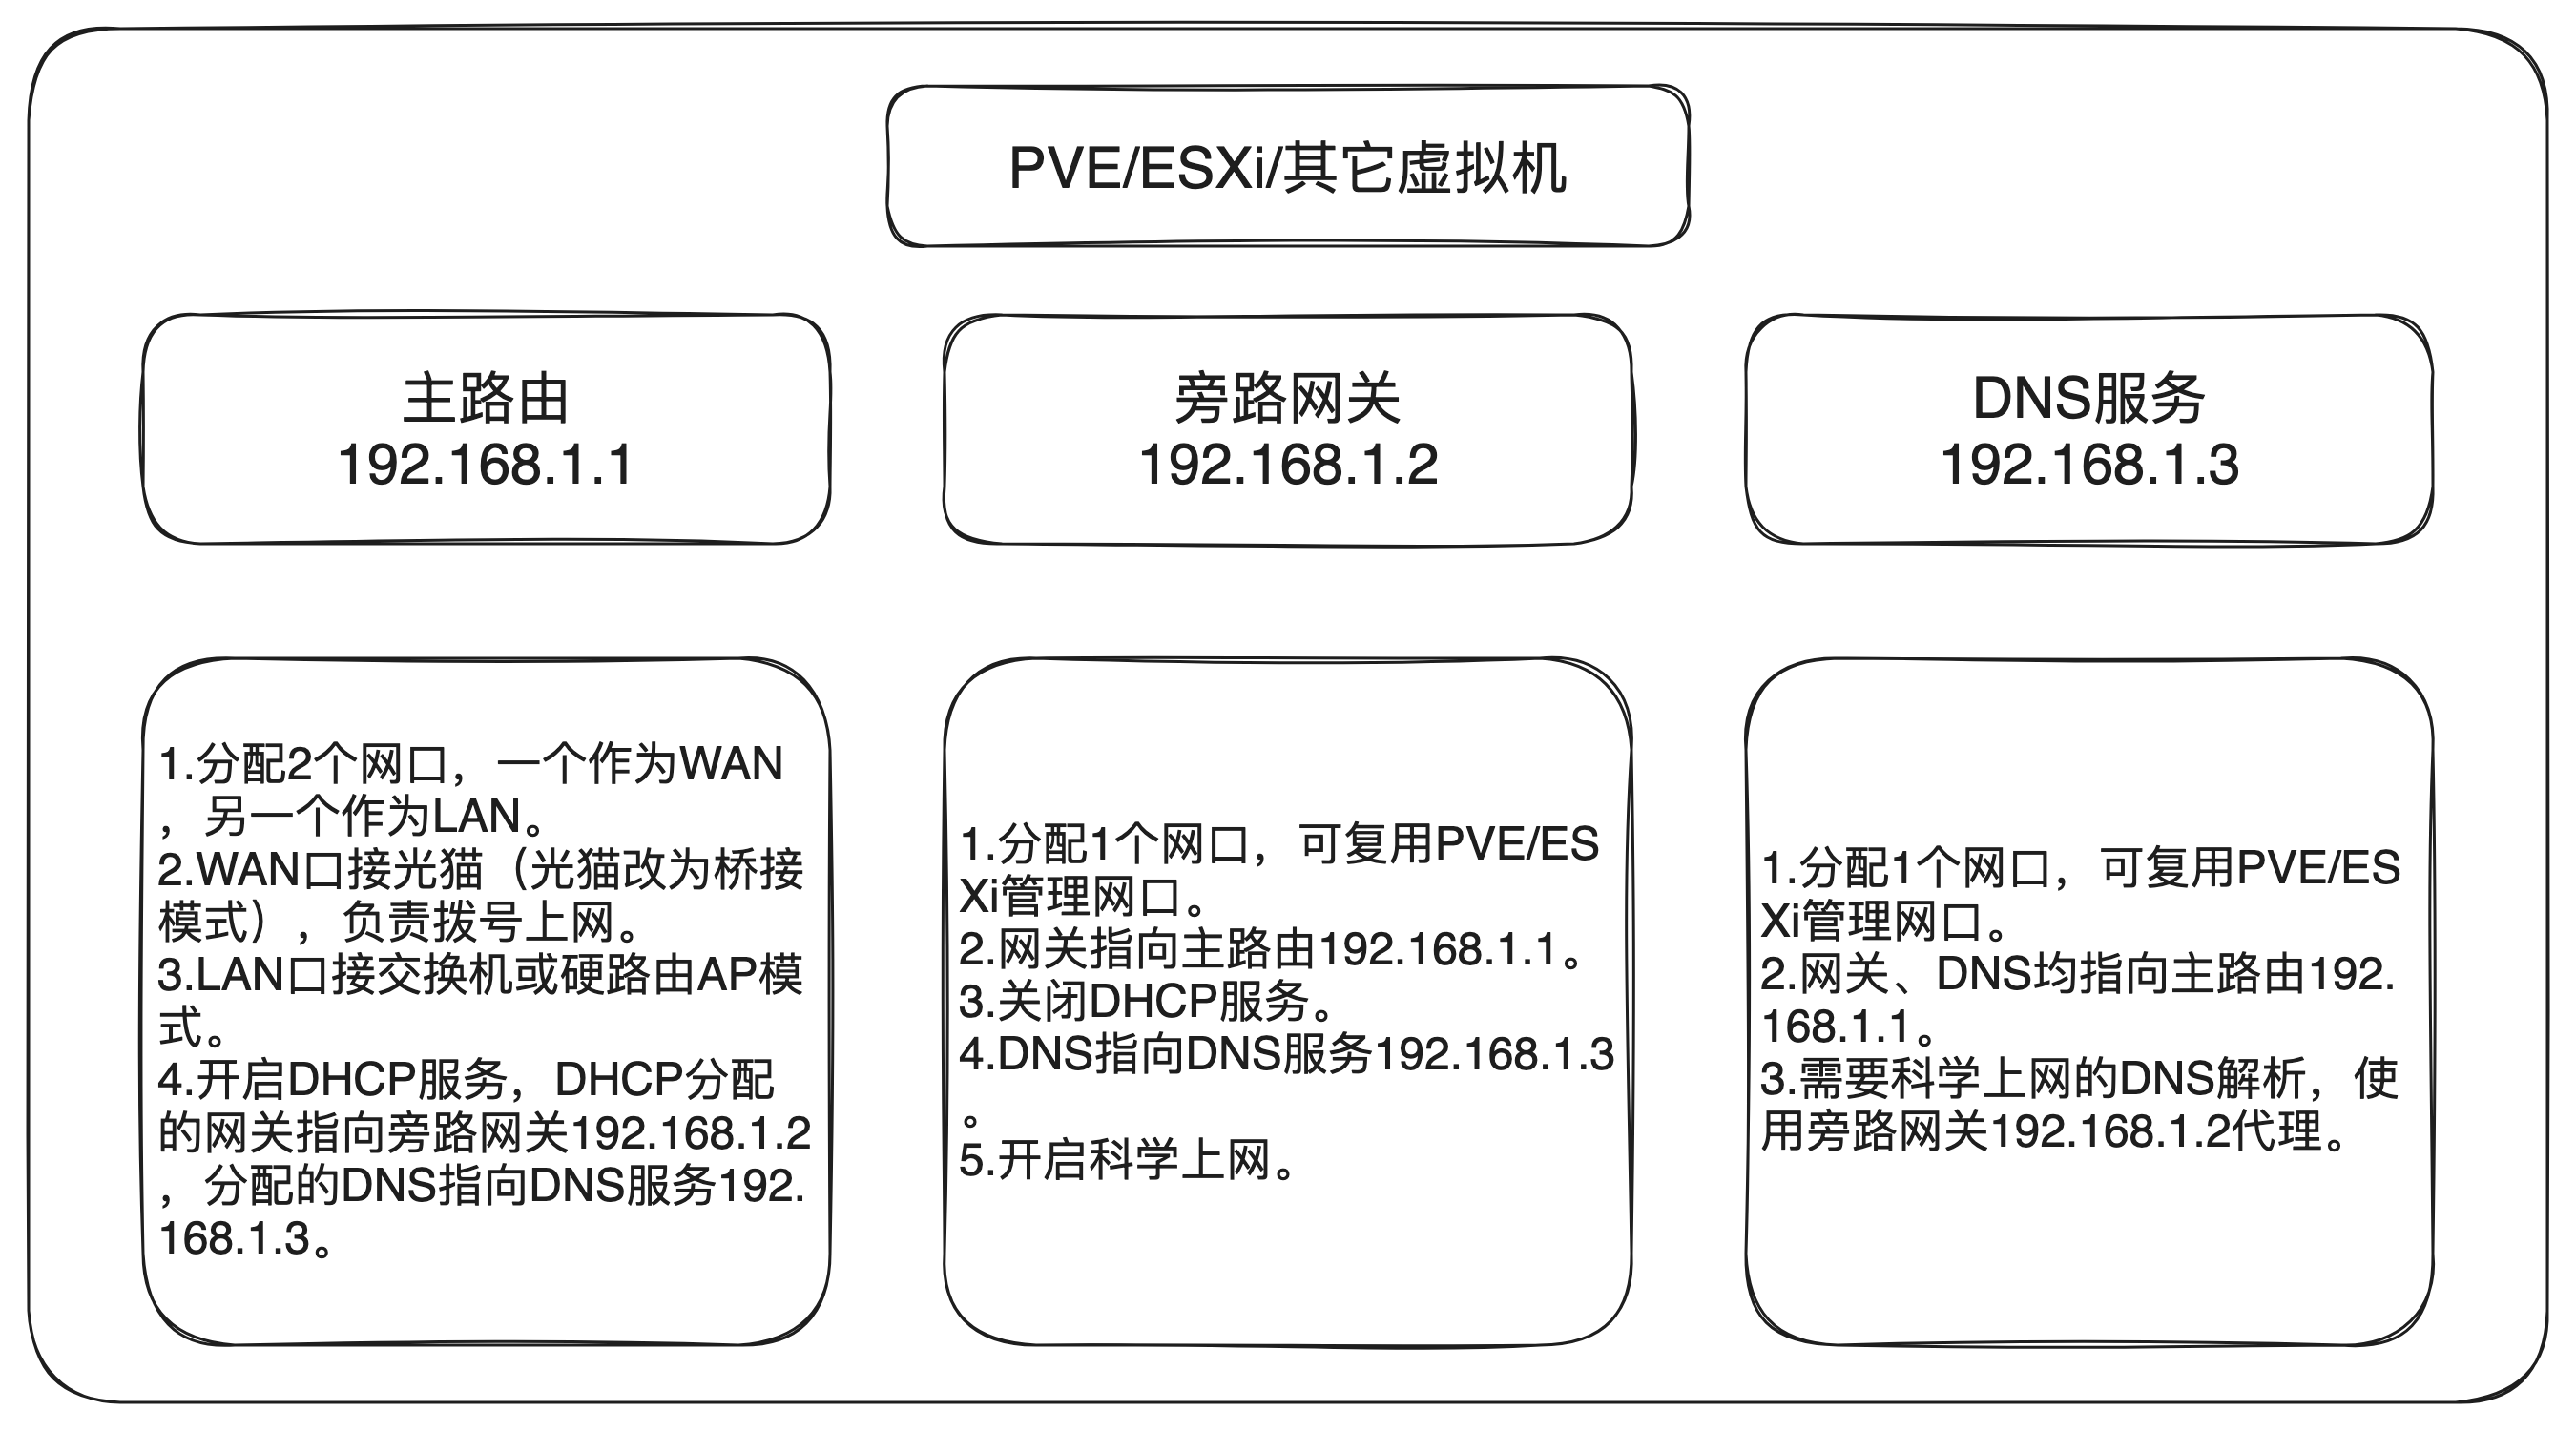 PVE/ESXi/其它虚拟机
主路由
192.168.1.1
旁路网关
192.168.1.2
DNS服务
192.168.1.3
1.分配2个网口，一个作为WAN
，另一个作为LAN。
2.WAN口接光猫（光猫改为桥接
模式），负责拨号上网。
3.LAN口接交换机或硬路由AP模
式。
4.开启DHCP服务，DHCP分配
的网关指向旁路网关192.168.1.2
，分配的DNS指向DNS服务192.
168.1.3。
1.分配1个网口，可复用PVE/ES
Xi管理网口。
2.网关指向主路由192.168.1.1。
3.关闭DHCP服务。
4.DNS指向DNS服务192.168.1.3
。
5.开启科学上网。
1.分配1个网口，可复用PVE/ES
Xi管理网口。
2.网关、DNS均指向主路由192.
168.1.1。
3.需要科学上网的DNS解析，使
用旁路网关192.168.1.2代理。